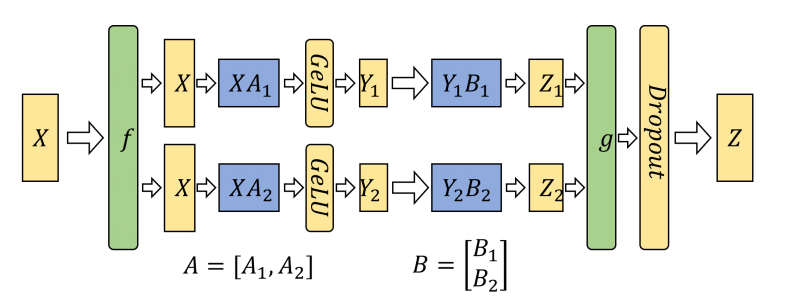 X
f
X
XA₁
GeLU
Y₁
Y₁B₁
Z₁
X
XA₂
GeLU
Y₂
Y₂B₂
Z₂
g
Dropout
Z
A = [A₁, A₂]
B = [B₁
B₂]